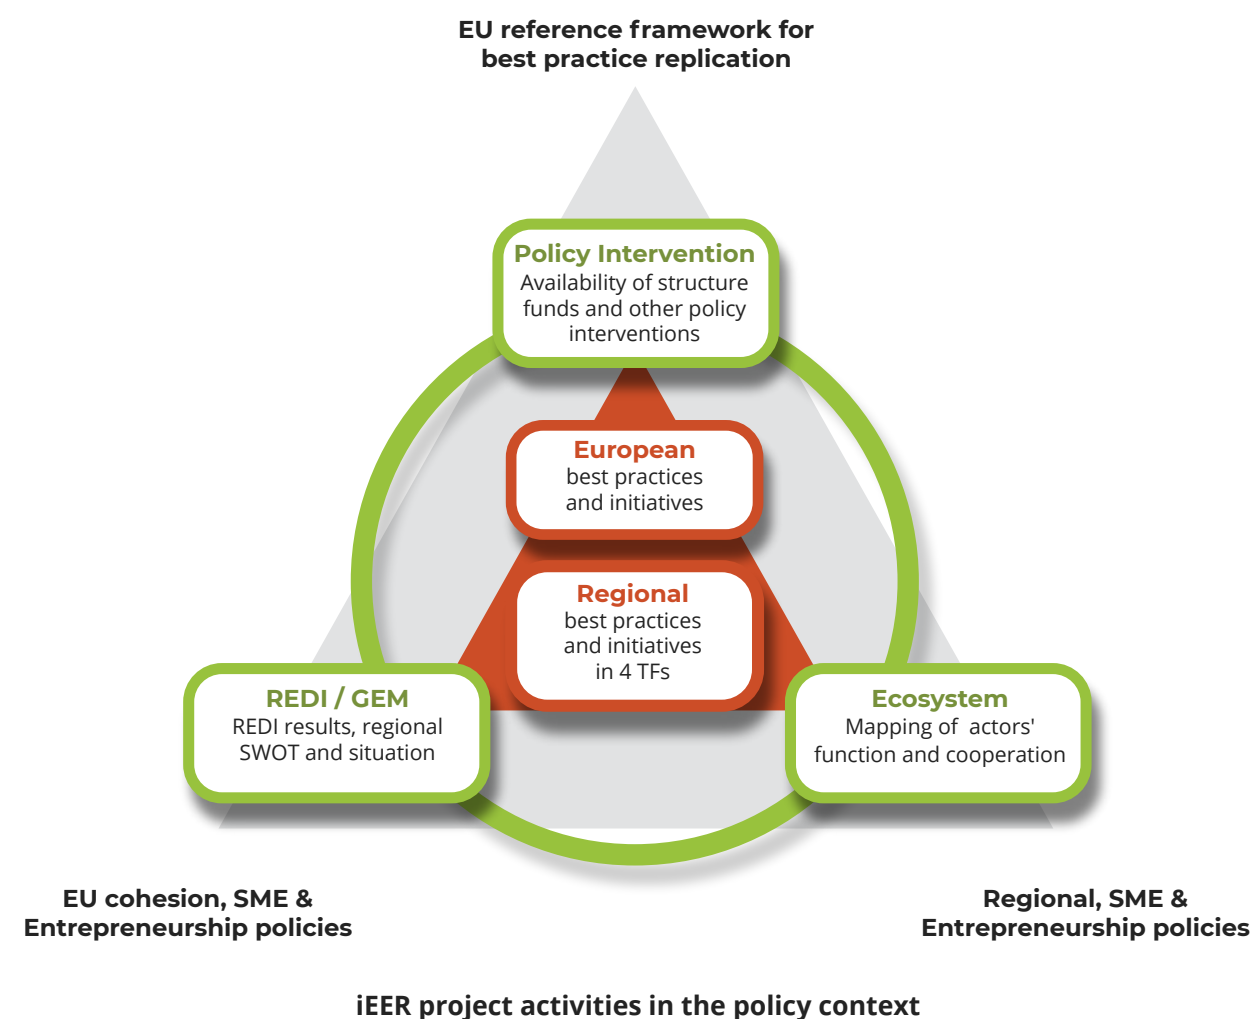 EU reference framework for
best practice replication
Policy Intervention
Availability of structure
funds and other policy
interventions
European
best practices
and initiatives
Regional
best practices
and initiatives
in 4 TFs
REDI / GEM
REDI results, regional
SWOT and situation
Ecosystem
Mapping of actors'
function and cooperation
EU cohesion, SME &
Entrepreneurship policies
Regional, SME &
Entrepreneurship policies
iEER project activities in the policy context